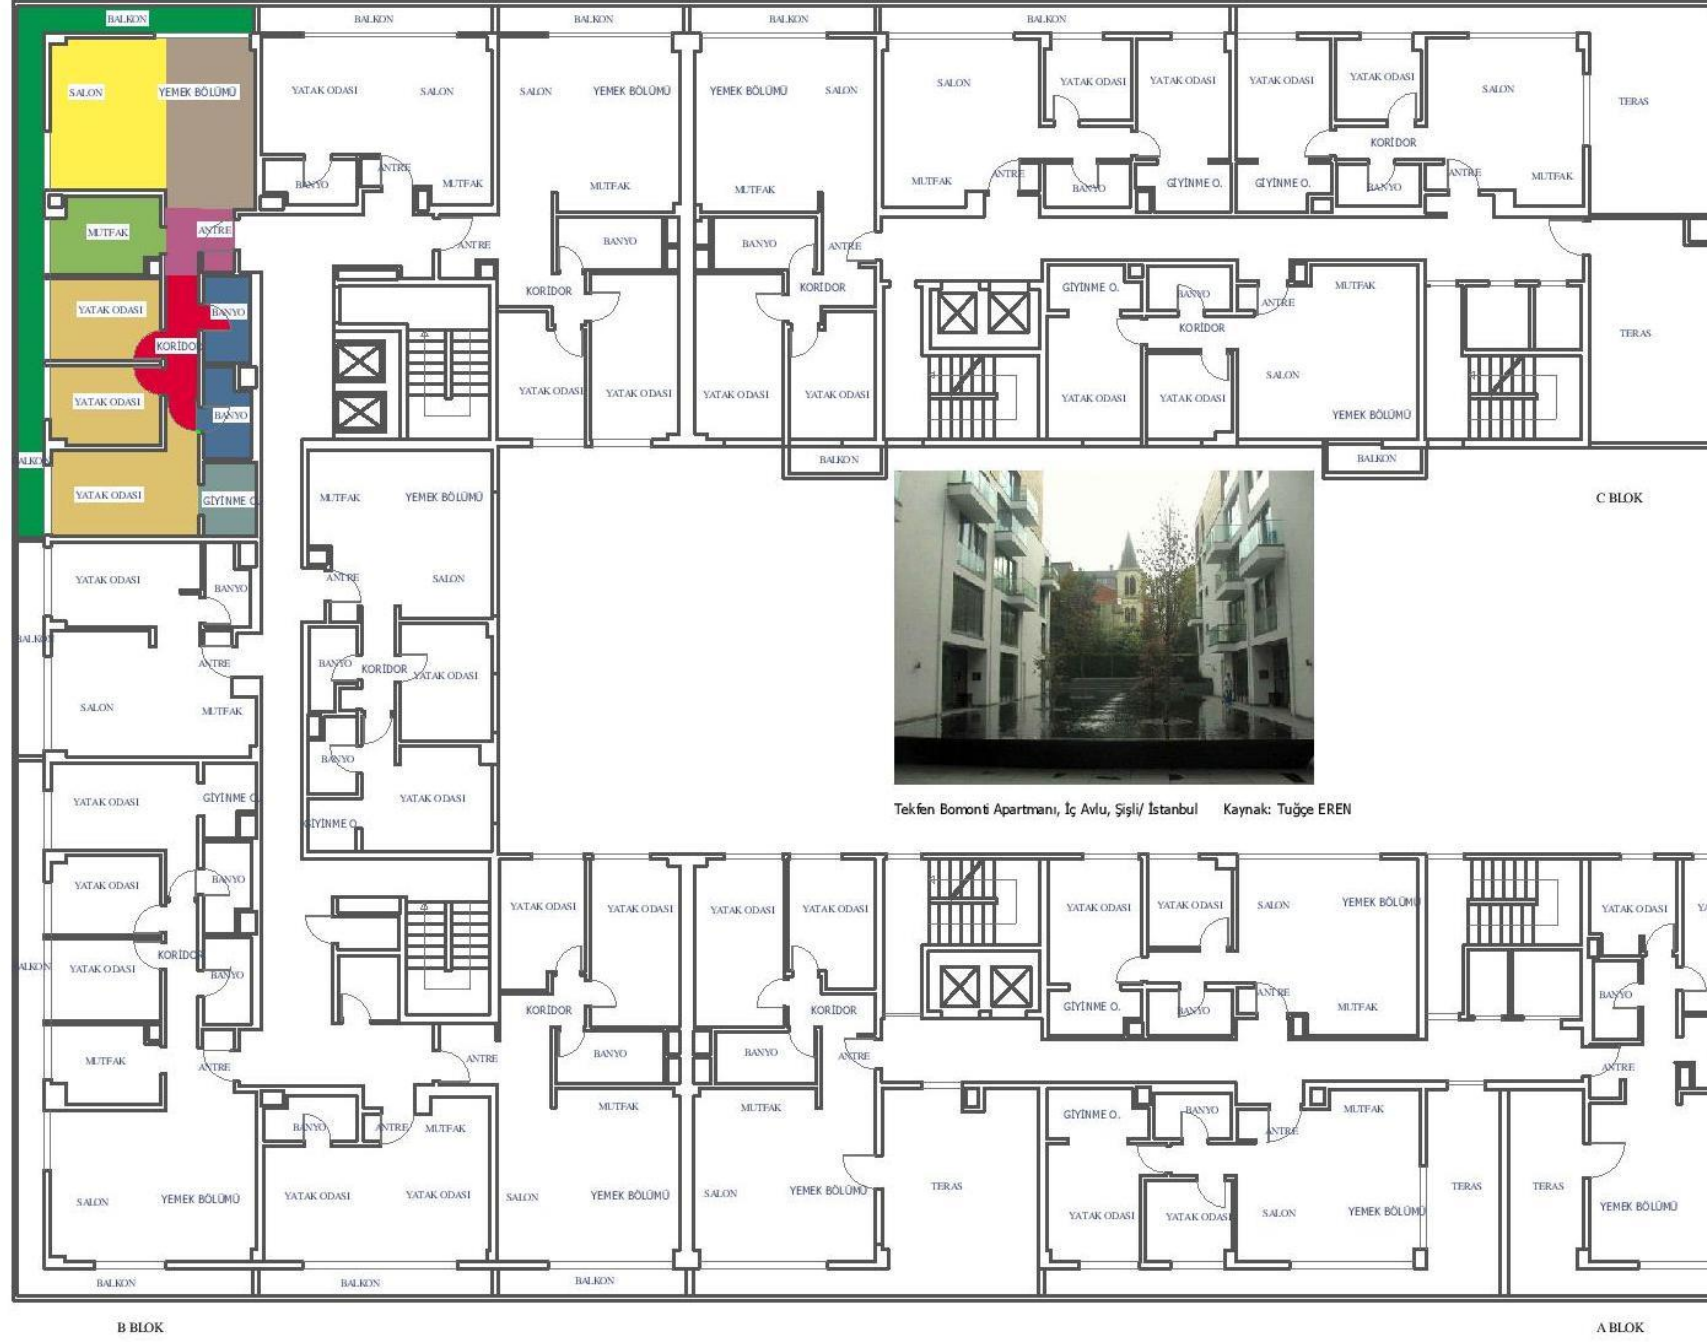 BALKON BALKON BALKON BALKON BALKON
SALON YEMEK BÖLÜMÜ YATAK ODASI SALON SALON YEMEK BÖLÜMÜ YEMEK BÖLÜMÜ SALON SALON YATAK ODASI YATAK ODASI YATAK ODASI YATAK ODASI SALON TERAS
KORİDOR
ANTRE ANTRE ANTRE
BANYO MUTFAK MUTFAK MUTFAK MUTFAK BANYO GİYİNME O. GİYİNME O. BANYO MUTFAK
MUTFAK ANTRE ANTRE BANYO BANYO ANTRE
YATAK ODASI BANYO KORİDOR KORİDOR GİYİNME O. BANYO ANTRE MUTFAK
KORİDOR KORİDOR TERAS
YATAK ODASI BANYO YATAK ODASI YATAK ODASI YATAK ODASI YATAK ODASI YATAK ODASI YATAK ODASI SALON
YEMEK BÖLÜMÜ
BALKON BALKON BALKON
YATAK ODASI GİYİNME O. MUTFAK YEMEK BÖLÜMÜ C BLOK
YATAK ODASI BANYO ANTRE SALON
BALKON ANTRE BANYO KORİDOR YATAK ODASI
SALON MUTFAK
BANYO
YATAK ODASI GİYİNME O. GİYİNME O. YATAK ODASI
Tekfen Bomonti Apartmanı, İç Avlu, Şişli/ İstanbul Kaynak: Tuğçe EREN
YATAK ODASI BANYO YATAK ODASI YATAK ODASI YATAK ODASI YATAK ODASI YATAK ODASI YATAK ODASI SALON YEMEK BÖLÜMÜ YATAK ODASI
BALKON YATAK ODASI KORİDOR BANYO
KORİDOR KORİDOR GİYİNME O. BANYO ANTRE MUTFAK BANYO
MUTFAK ANTRE ANTRE BANYO BANYO ANTRE ANTRE
BANYO ANTRE MUTFAK MUTFAK MUTFAK GİYİNME O. BANYO ANTRE MUTFAK
SALON YEMEK BÖLÜMÜ YATAK ODASI YATAK ODASI SALON YEMEK BÖLÜMÜ SALON YEMEK BÖLÜMÜ TERAS YATAK ODASI YATAK ODASI SALON YEMEK BÖLÜMÜ TERAS TERAS YEMEK BÖLÜMÜ
BALKON BALKON BALKON
B BLOK A BLOK